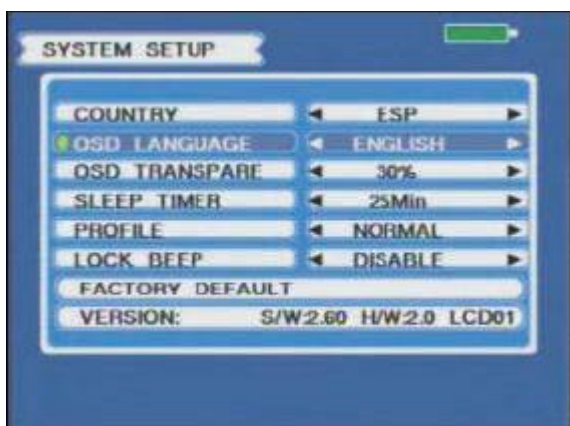 SYSTEM SETUP
COUNTRY ESP
OSD LANGUAGE ENGLISH
OSD TRANSPARE 30%
SLEEP TIMER 25Min
PROFILE NORMAL
LOCK BEEP DISABLE
FACTORY DEFAULT
VERSION: S/W:2.60 H/W:2.0 LCD01